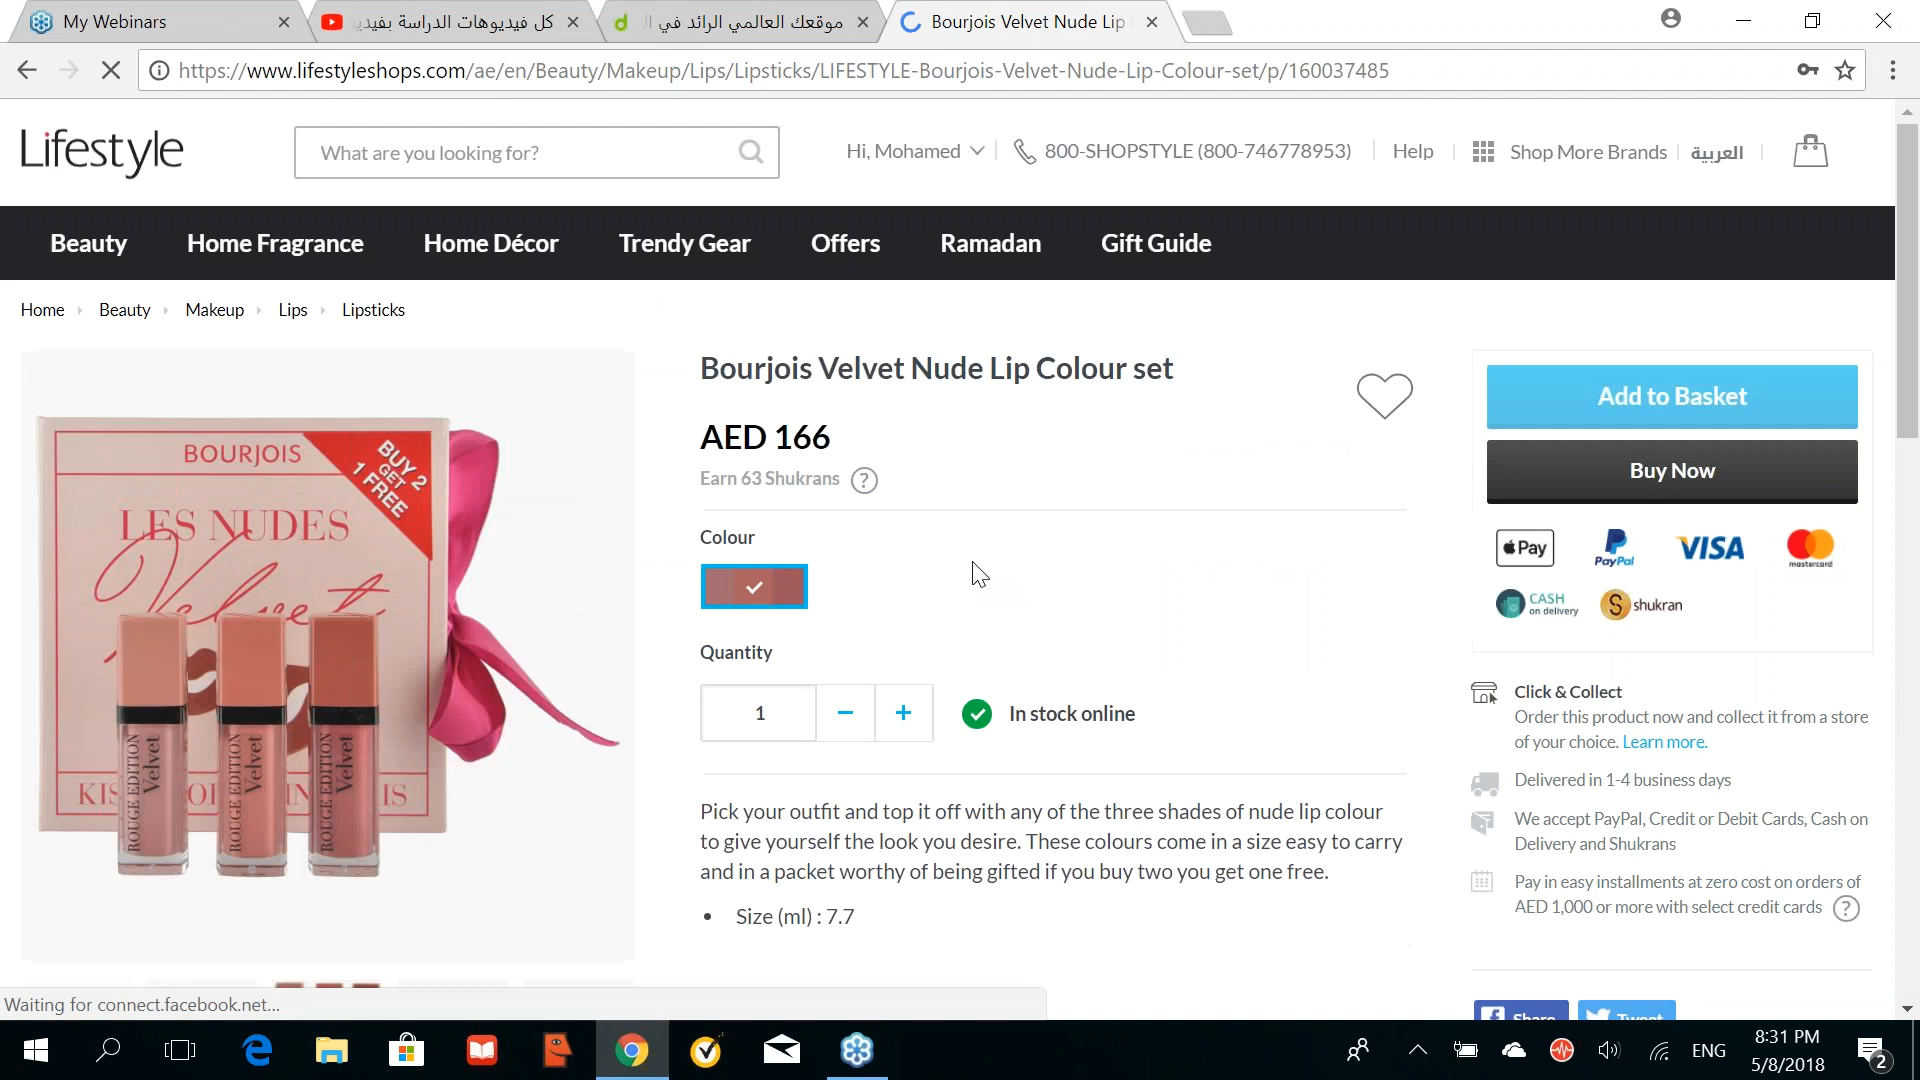 My Webinars
كل فيديوهات الدراسة بفيدي
موقعك العالمي الرائد في ا
Bourjois Velvet Nude Lip
https://www.lifestyleshops.com/ae/en/Beauty/Makeup/Lips/Lipsticks/LIFESTYLE-Bourjois-Velvet-Nude-Lip-Colour-set/p/160037485
Lifestyle
What are you looking for?
Hi, Mohamed
800-SHOPSTYLE (800-746778953)
Help
Shop More Brands
العربية
Beauty
Home Fragrance
Home Décor
Trendy Gear
Offers
Ramadan
Gift Guide
Home
Beauty
Makeup
Lips
Lipsticks
BOURJOIS
BUY 2
GET
1 FREE
LES NUDES
Velvet
ROUGE EDITION
Velvet
ROUGE EDITION
Velvet
ROUGE EDITION
Velvet
Bourjois Velvet Nude Lip Colour set
AED 166
Earn 63 Shukrans ?
Colour
Quantity
1 − +
In stock online
Pick your outfit and top it off with any of the three shades of nude lip colour
to give yourself the look you desire. These colours come in a size easy to carry
and in a packet worthy of being gifted if you buy two you get one free.
• Size (ml) : 7.7
Add to Basket
Buy Now
Pay
PayPal
VISA
mastercard
CASH
on delivery
S shukran
Click & Collect
Order this product now and collect it from a store
of your choice. Learn more.
Delivered in 1-4 business days
We accept PayPal, Credit or Debit Cards, Cash on
Delivery and Shukrans
Pay in easy installments at zero cost on orders of
AED 1,000 or more with select credit cards ?
Share
Tweet
Waiting for connect.facebook.net...
ENG
8:31 PM
5/8/2018
2